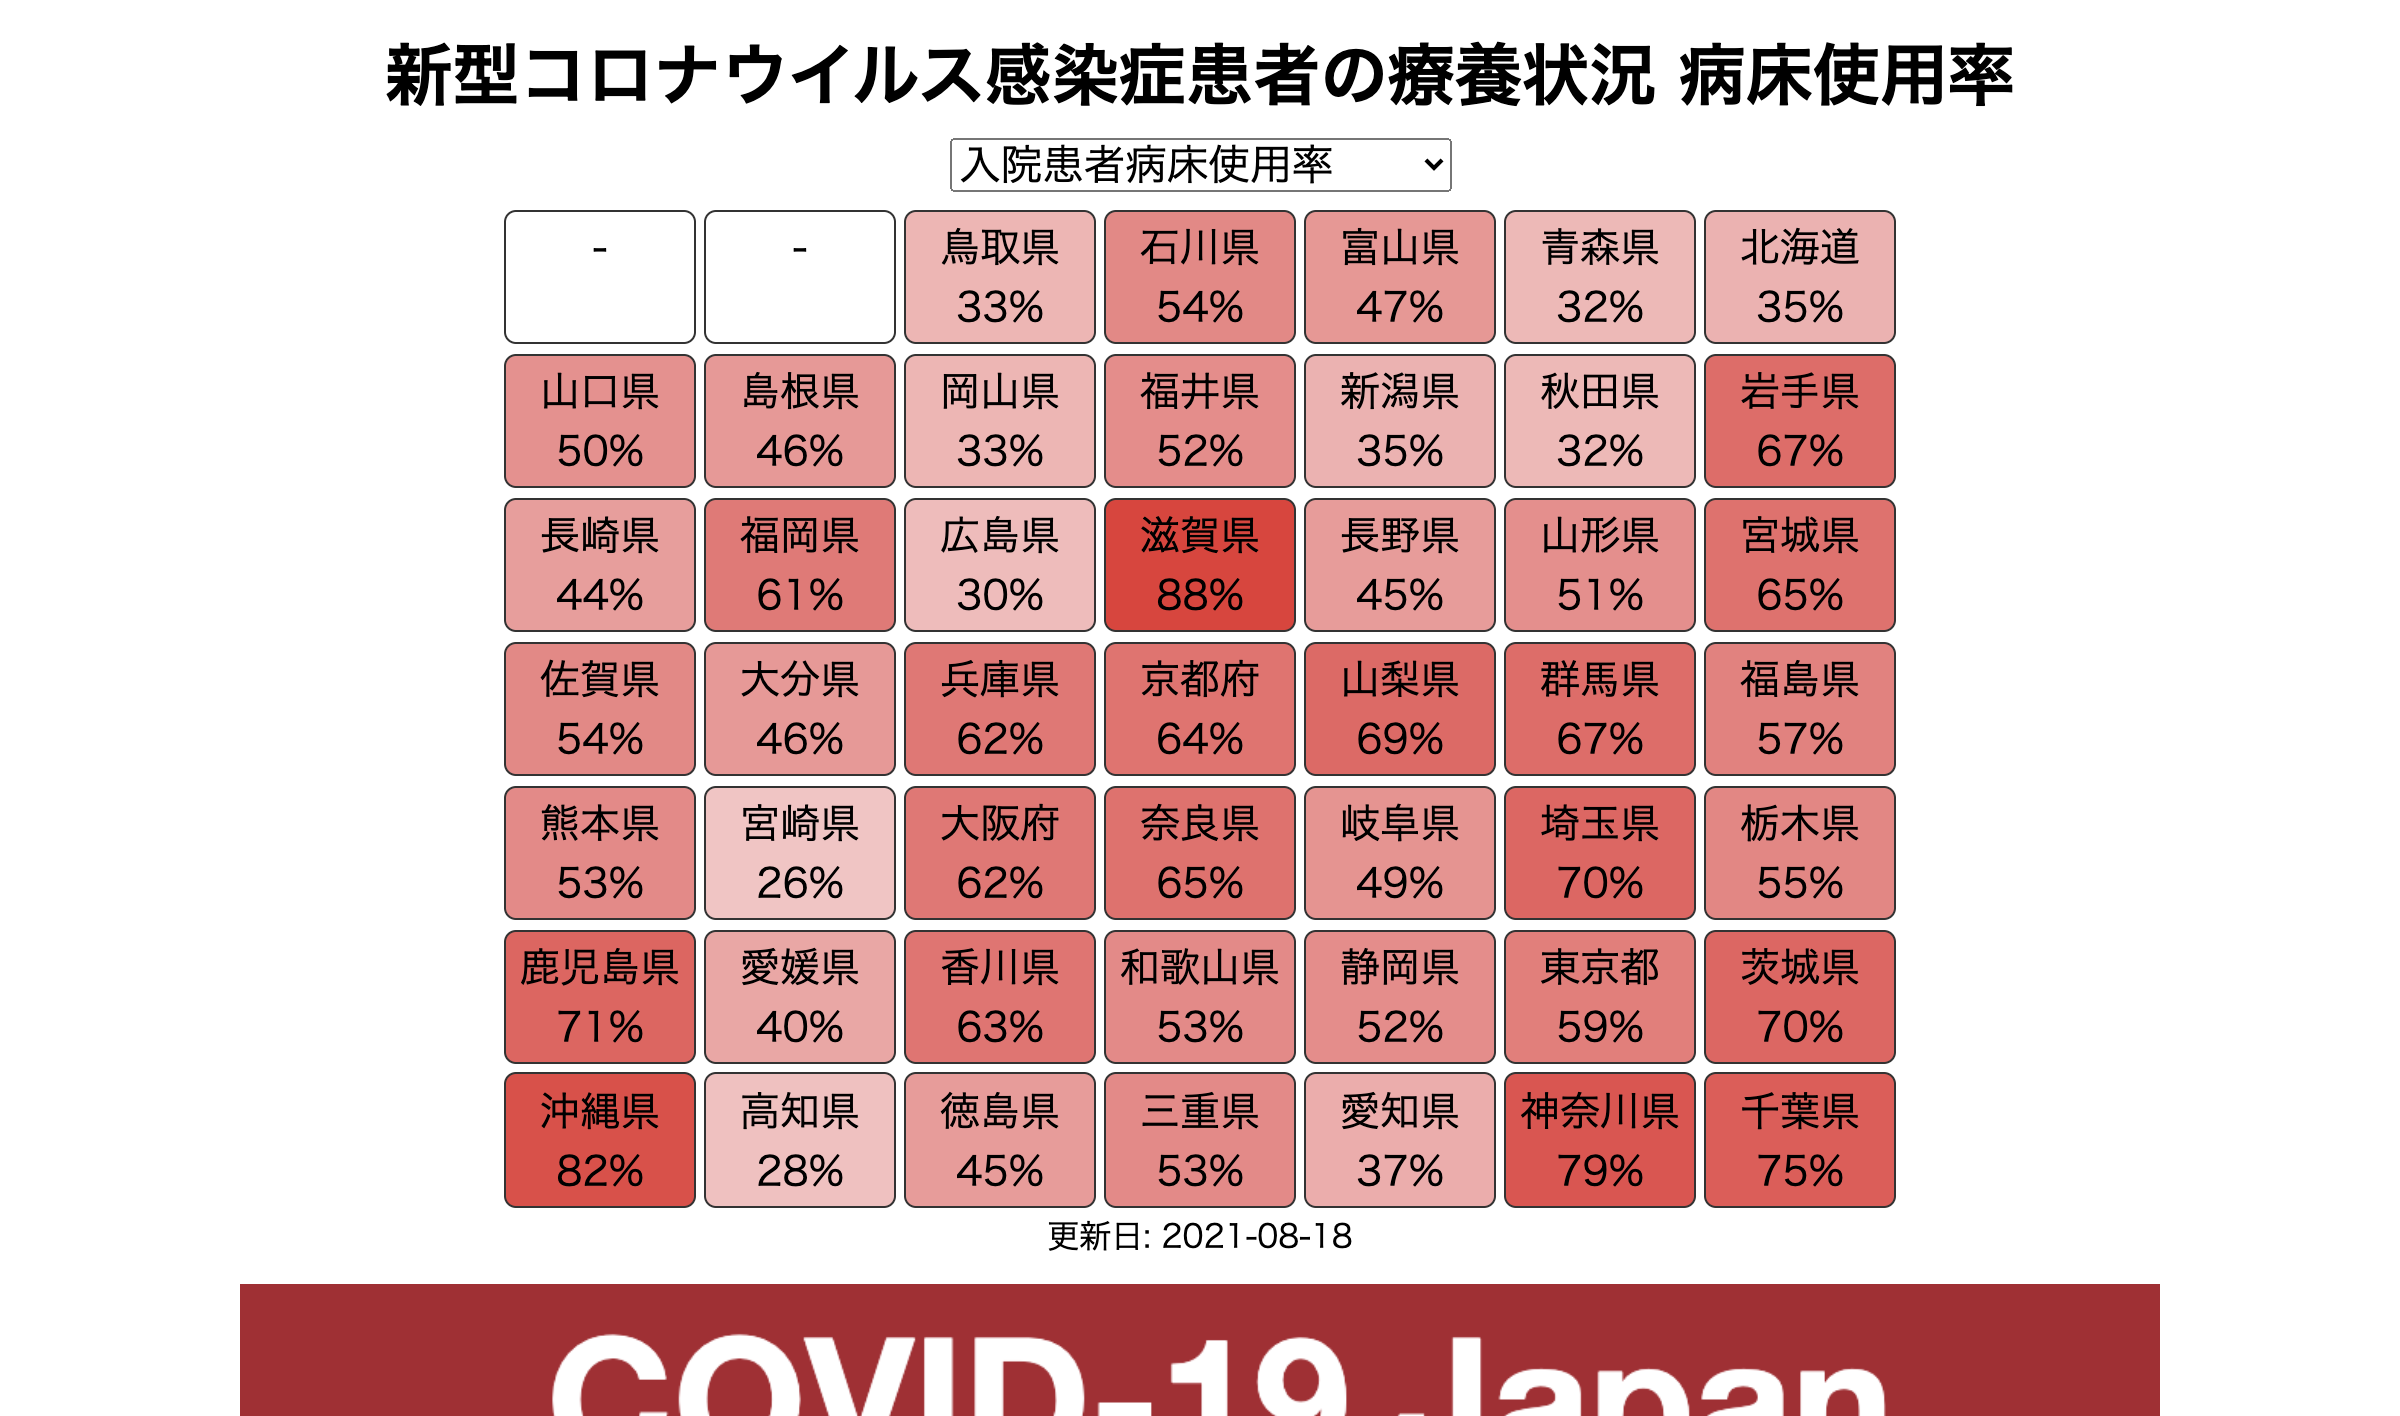 新型コロナウイルス感染症患者の療養状況 病床使用率
入院患者病床使用率
- - 鳥取県 石川県 富山県 青森県 北海道
33% 54% 47% 32% 35%
山口県 島根県 岡山県 福井県 新潟県 秋田県 岩手県
50% 46% 33% 52% 35% 32% 67%
長崎県 福岡県 広島県 滋賀県 長野県 山形県 宮城県
44% 61% 30% 88% 45% 51% 65%
佐賀県 大分県 兵庫県 京都府 山梨県 群馬県 福島県
54% 46% 62% 64% 69% 67% 57%
熊本県 宮崎県 大阪府 奈良県 岐阜県 埼玉県 栃木県
53% 26% 62% 65% 49% 70% 55%
鹿児島県 愛媛県 香川県 和歌山県 静岡県 東京都 茨城県
71% 40% 63% 53% 52% 59% 70%
沖縄県 高知県 徳島県 三重県 愛知県 神奈川県 千葉県
82% 28% 45% 53% 37% 79% 75%
更新日: 2021-08-18
COVID-19 Japan